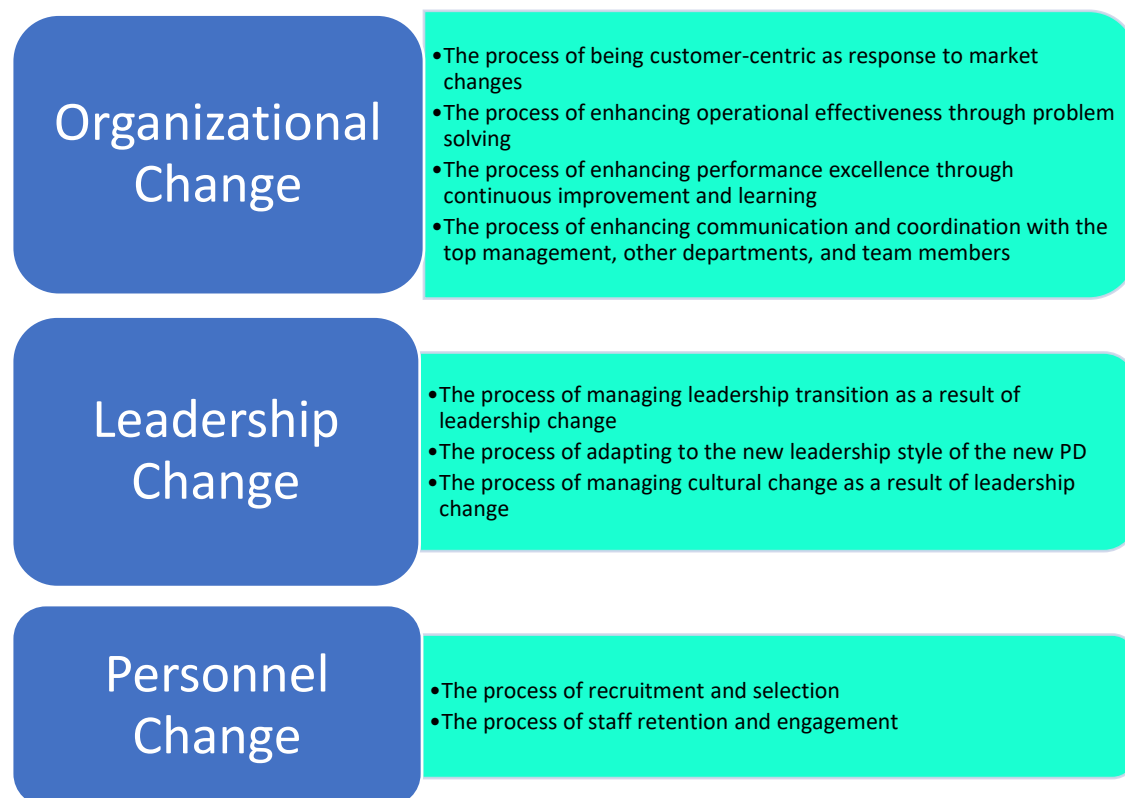 Organizational
Change
•The process of being customer-centric as response to market
changes
•The process of enhancing operational effectiveness through problem
solving
•The process of enhancing performance excellence through
continuous improvement and learning
•The process of enhancing communication and coordination with the
top management, other departments, and team members
Leadership
Change
•The process of managing leadership transition as a result of
leadership change
•The process of adapting to the new leadership style of the new PD
•The process of managing cultural change as a result of leadership
change
Personnel
Change
•The process of recruitment and selection
•The process of staff retention and engagement